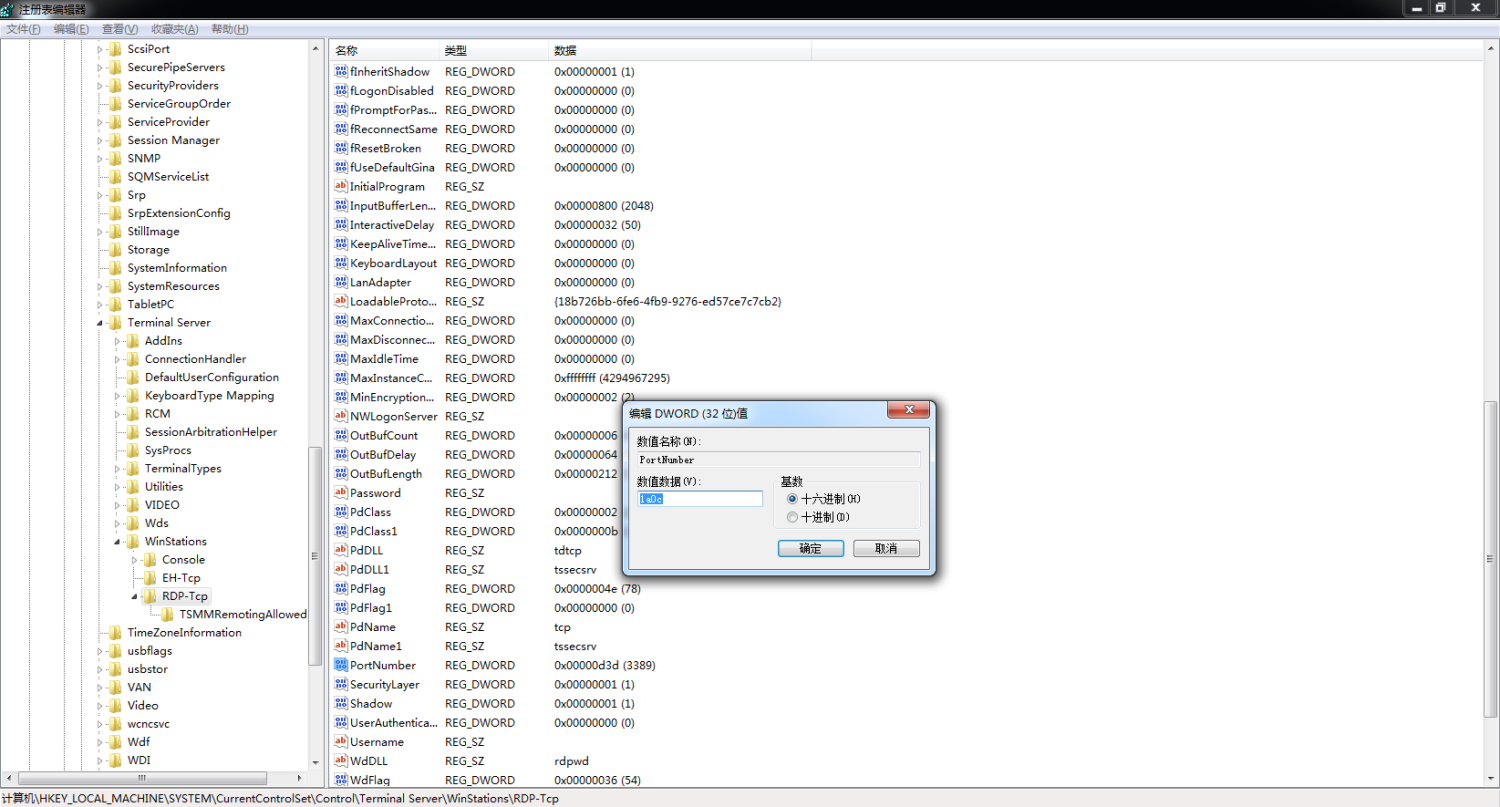 注册表编辑器
文件(F) 编辑(E) 查看(V) 收藏夹(A) 帮助(H)
ScsiPort
SecurePipeServers
SecurityProviders
ServiceGroupOrder
ServiceProvider
Session Manager
SNMP
SQMServiceList
Srp
SrpExtensionConfig
StillImage
Storage
SystemInformation
SystemResources
TabletPC
Terminal Server
AddIns
ConnectionHandler
DefaultUserConfiguration
KeyboardType Mapping
RCM
SessionArbitrationHelper
SysProcs
TerminalTypes
Utilities
VIDEO
Wds
WinStations
Console
EH-Tcp
RDP-Tcp
TSMMRemotingAllowed
TimeZoneInformation
usbflags
usbstor
VAN
Video
wcncsvc
Wdf
WDI
名称 类型 数据
fInheritShadow REG_DWORD 0x00000001 (1)
fLogonDisabled REG_DWORD 0x00000000 (0)
fPromptForPas... REG_DWORD 0x00000000 (0)
fReconnectSame REG_DWORD 0x00000000 (0)
fResetBroken REG_DWORD 0x00000000 (0)
fUseDefaultGina REG_DWORD 0x00000000 (0)
InitialProgram REG_SZ
InputBufferLen... REG_DWORD 0x00000800 (2048)
InteractiveDelay REG_DWORD 0x00000032 (50)
KeepAliveTime... REG_DWORD 0x00000000 (0)
KeyboardLayout REG_DWORD 0x00000000 (0)
LanAdapter REG_DWORD 0x00000000 (0)
LoadableProto... REG_SZ {18b726bb-6fe6-4fb9-9276-ed57ce7c7cb2}
MaxConnectio... REG_DWORD 0x00000000 (0)
MaxDisconnec... REG_DWORD 0x00000000 (0)
MaxIdleTime REG_DWORD 0x00000000 (0)
MaxInstanceC... REG_DWORD 0xffffffff (4294967295)
MinEncryption... REG_DWORD 0x00000002 (2)
NWLogonServer REG_SZ
OutBufCount REG_DWORD 0x00000006
OutBufDelay REG_DWORD 0x00000064
OutBufLength REG_DWORD 0x00000212
Password REG_SZ
PdClass REG_DWORD 0x00000002
PdClass1 REG_DWORD 0x0000000b
PdDLL REG_SZ tdtcp
PdDLL1 REG_SZ tssecsrv
PdFlag REG_DWORD 0x0000004e (78)
PdFlag1 REG_DWORD 0x00000000 (0)
PdName REG_SZ tcp
PdName1 REG_SZ tssecsrv
PortNumber REG_DWORD 0x00000d3d (3389)
SecurityLayer REG_DWORD 0x00000001 (1)
Shadow REG_DWORD 0x00000001 (1)
UserAuthentica... REG_DWORD 0x00000000 (0)
Username REG_SZ
WdDLL REG_SZ rdpwd
WdFlag REG_DWORD 0x00000036 (54)
编辑 DWORD (32 位)值
数值名称(N):
PortNumber
数值数据(V):
1a0c
基数
十六进制(H)
十进制(D)
确定 取消
计算机\HKEY_LOCAL_MACHINE\SYSTEM\CurrentControlSet\Control\Terminal Server\WinStations\RDP-Tcp